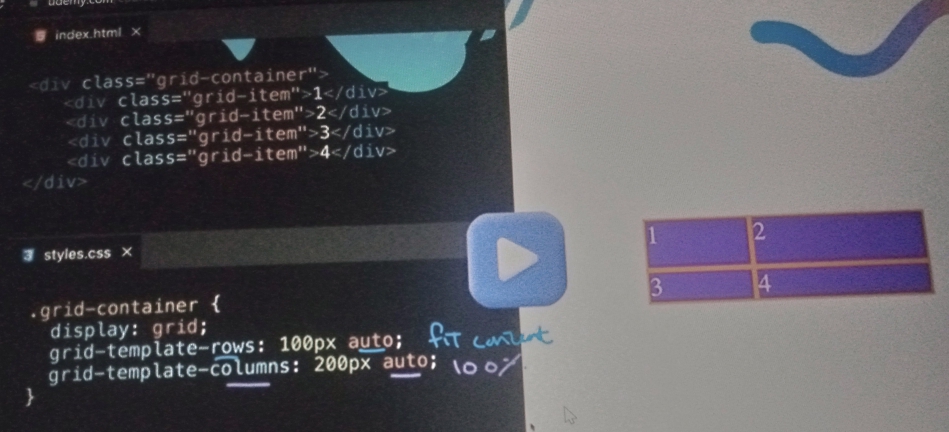 udemy.com
index.html ×
<div class="grid-container">
<div class="grid-item">1</div>
<div class="grid-item">2</div>
<div class="grid-item">3</div>
<div class="grid-item">4</div>
</div>
styles.css ×
.grid-container {
display: grid;
grid-template-rows: 100px auto; fit content
grid-template-columns: 200px auto; 100%
}
1 2
3 4